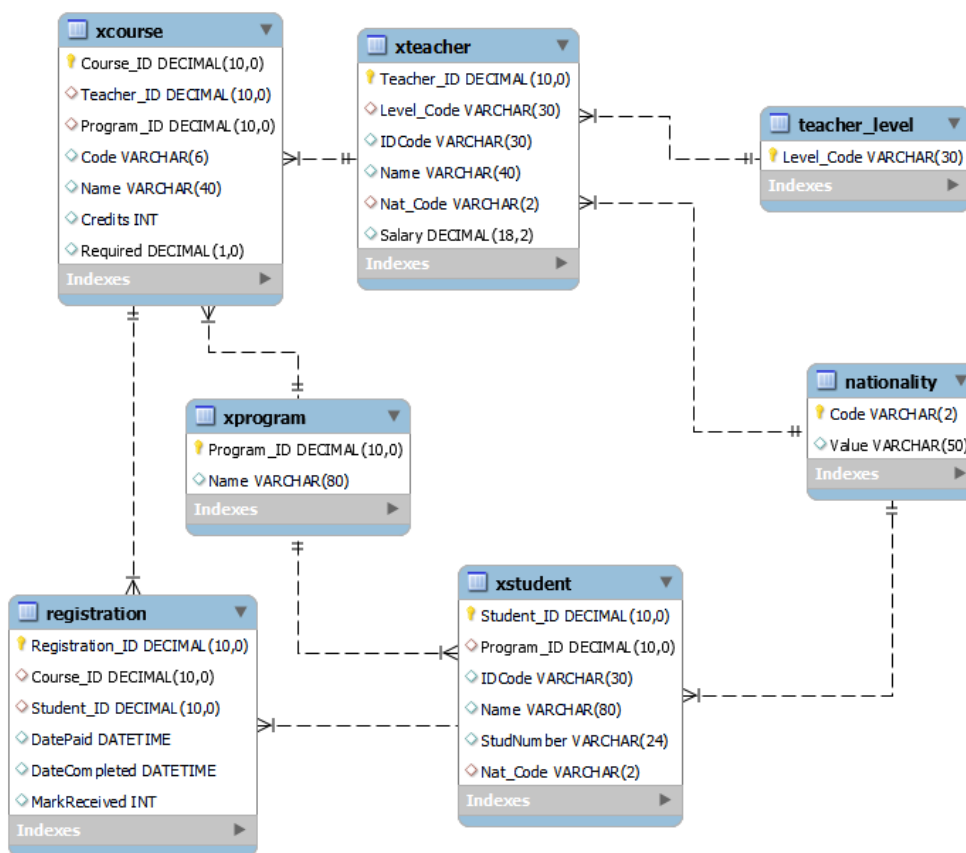 xcourse
Course_ID DECIMAL(10,0)
Teacher_ID DECIMAL(10,0)
Program_ID DECIMAL(10,0)
Code VARCHAR(6)
Name VARCHAR(40)
Credits INT
Required DECIMAL(1,0)
Indexes
xteacher
Teacher_ID DECIMAL(10,0)
Level_Code VARCHAR(30)
IDCode VARCHAR(30)
Name VARCHAR(40)
Nat_Code VARCHAR(2)
Salary DECIMAL(18,2)
Indexes
teacher_level
Level_Code VARCHAR(30)
Indexes
nationality
Code VARCHAR(2)
Value VARCHAR(50)
Indexes
xprogram
Program_ID DECIMAL(10,0)
Name VARCHAR(80)
Indexes
xstudent
Student_ID DECIMAL(10,0)
Program_ID DECIMAL(10,0)
IDCode VARCHAR(30)
Name VARCHAR(80)
StudNumber VARCHAR(24)
Nat_Code VARCHAR(2)
Indexes
registration
Registration_ID DECIMAL(10,0)
Course_ID DECIMAL(10,0)
Student_ID DECIMAL(10,0)
DatePaid DATETIME
DateCompleted DATETIME
MarkReceived INT
Indexes